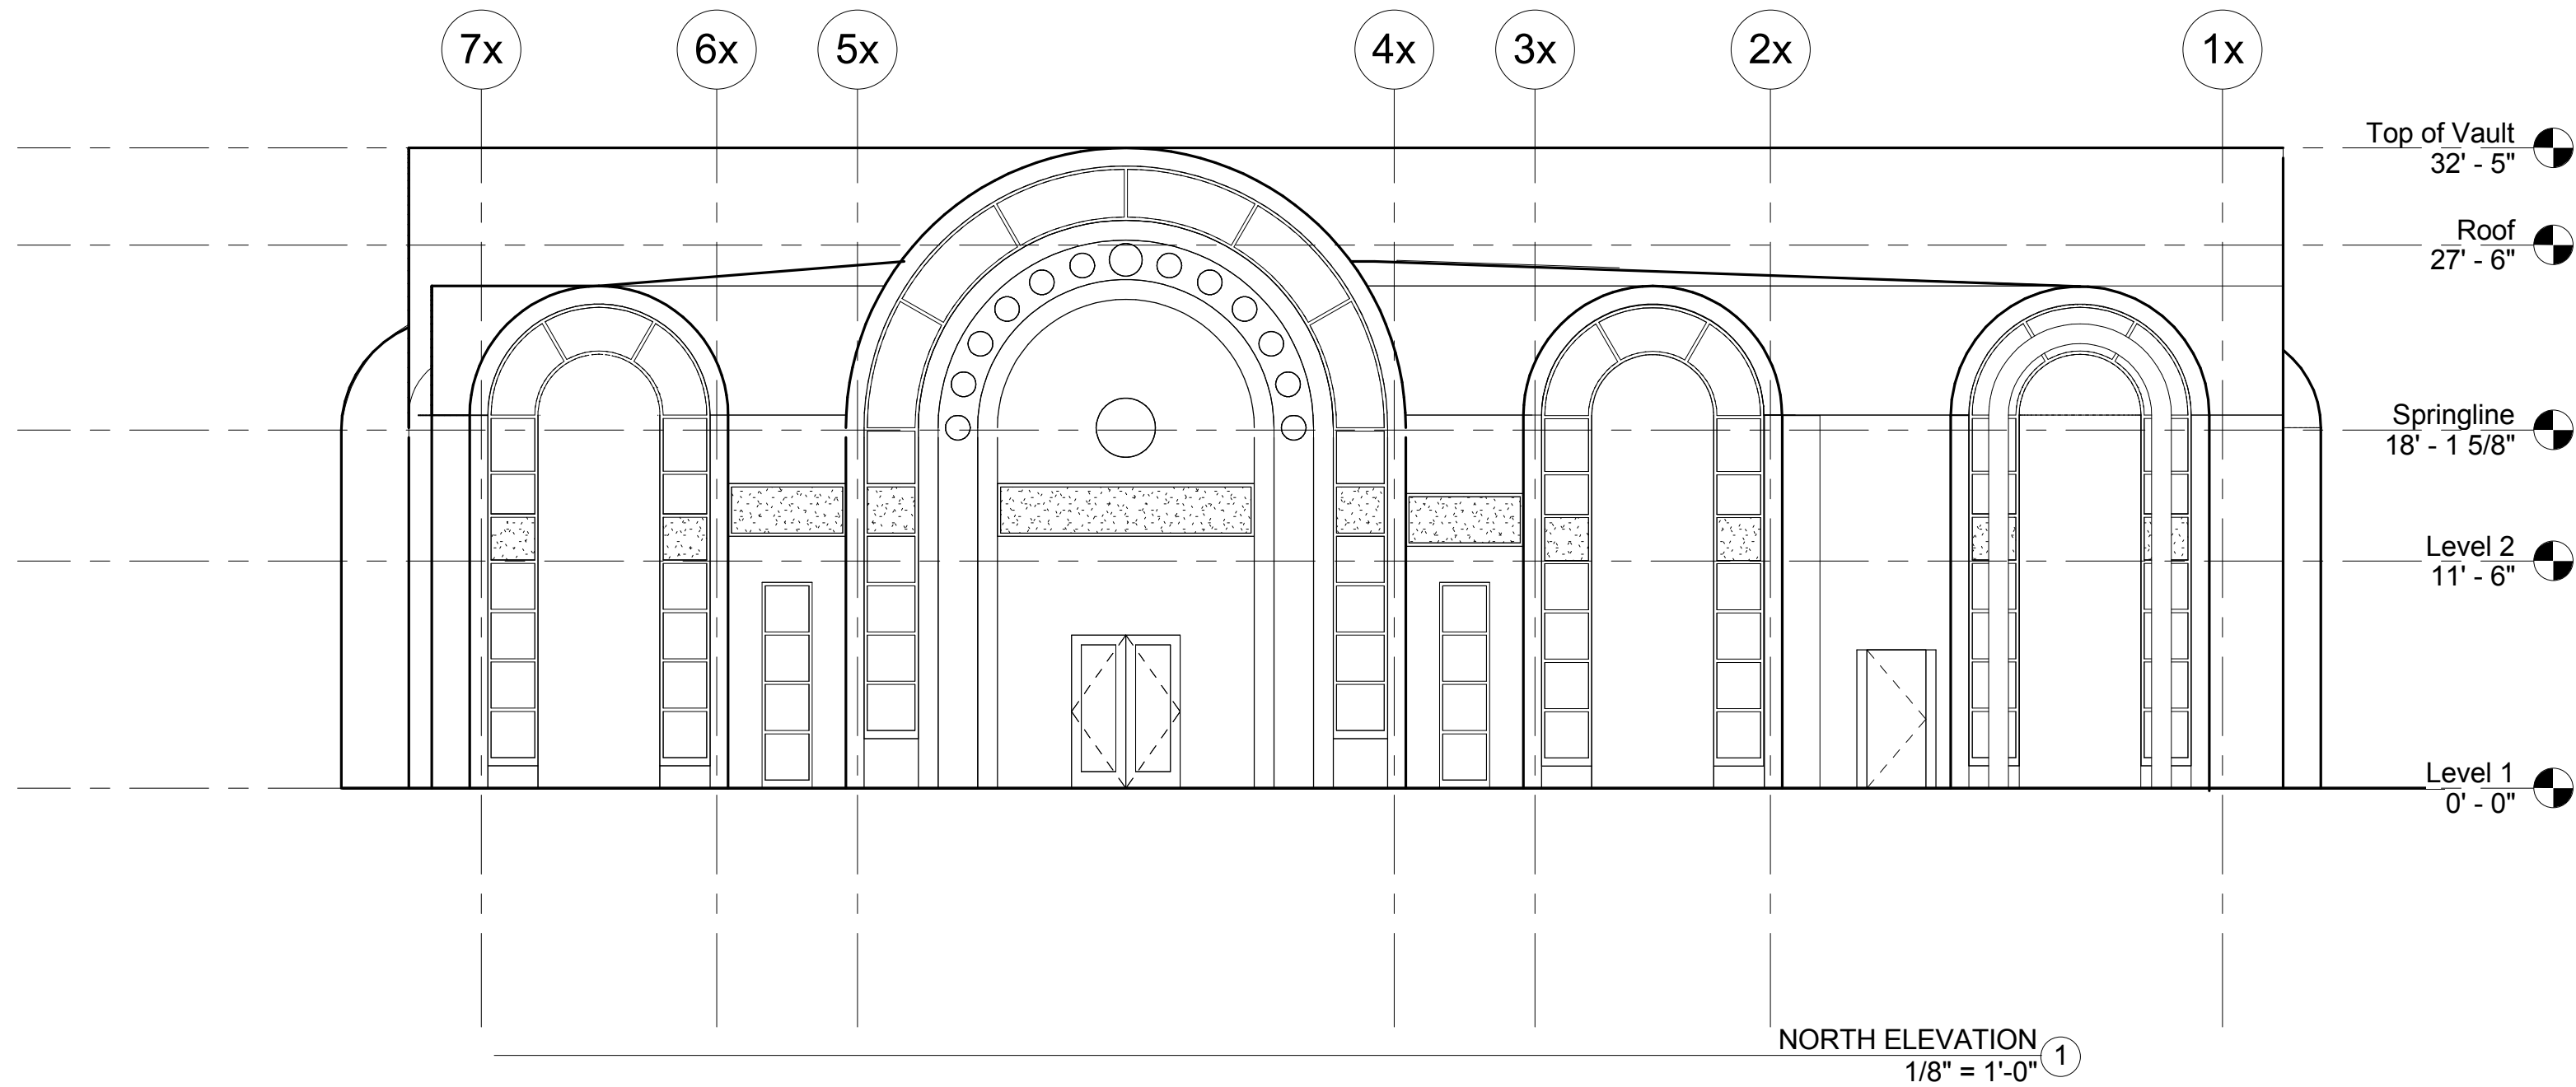 7x 6x 5x 4x 3x 2x 1x
Top of Vault
32' - 5"
Roof
27' - 6"
Springline
18' - 1 5/8"
Level 2
11' - 6"
Level 1
0' - 0"
NORTH ELEVATION
1
1/8" = 1'-0"